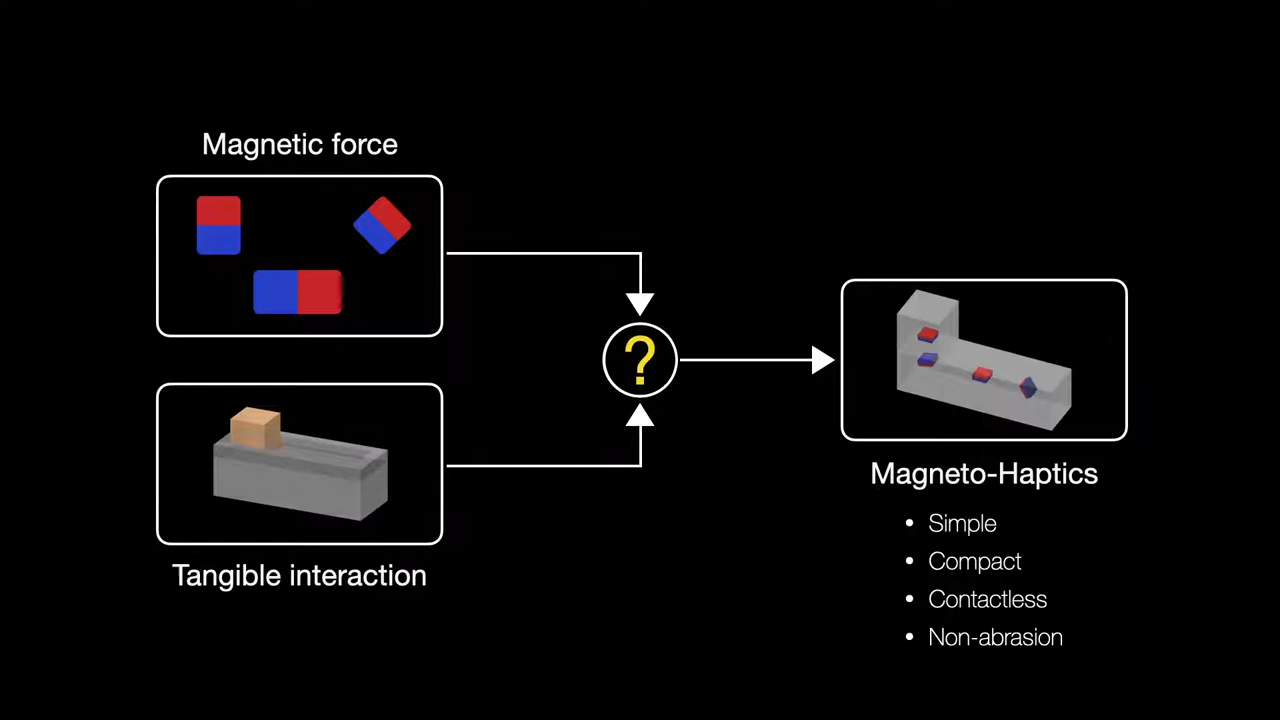 Magnetic force
?
Tangible interaction
Magneto-Haptics
• Simple
• Compact
• Contactless
• Non-abrasion